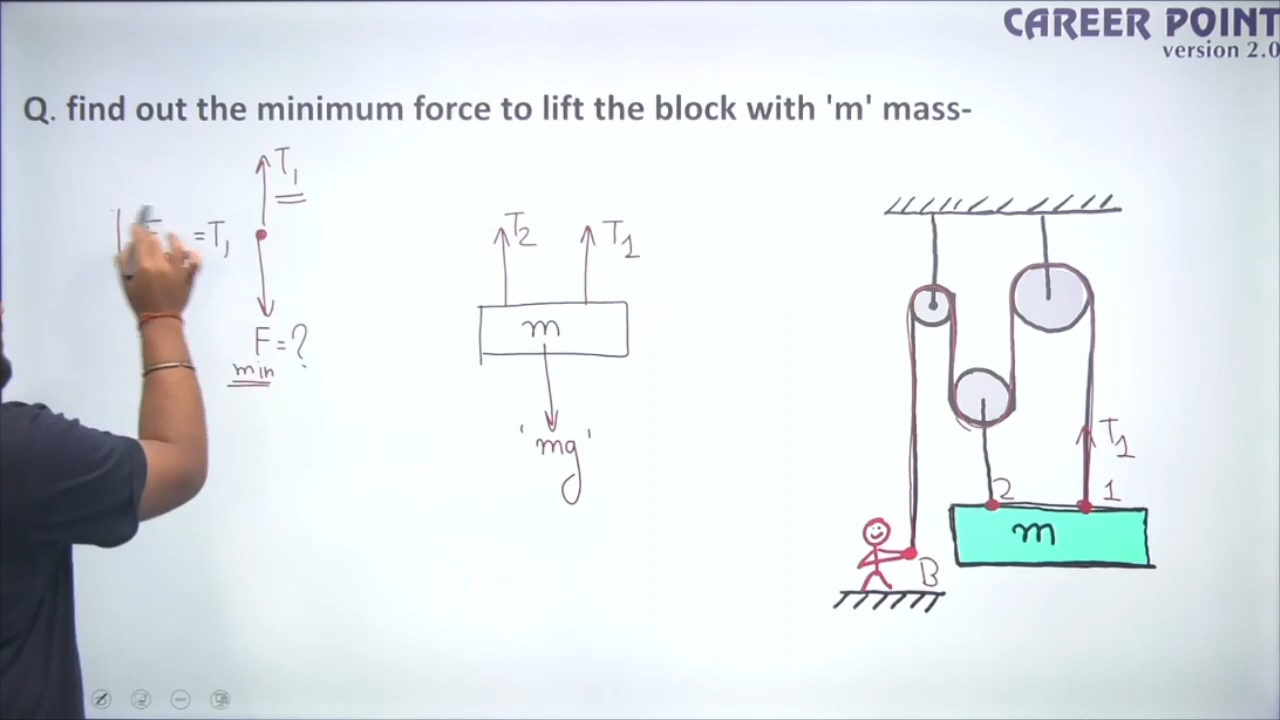 CAREER POINT
version 2.0
Q. find out the minimum force to lift the block with 'm' mass-
T1
= T1
F = ?
min
T2
T1
m
'mg'
T1
2
1
m
B